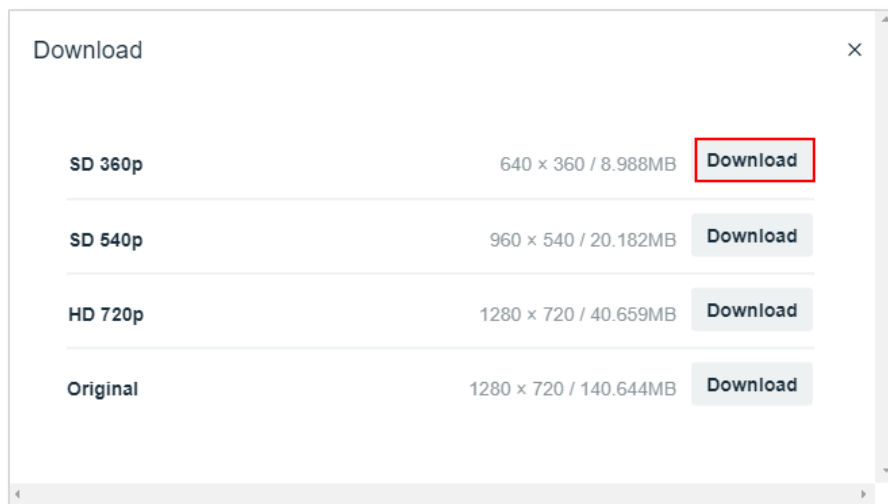 Download ×
SD 360p 640 × 360 / 8.988MB Download
SD 540p 960 × 540 / 20.182MB Download
HD 720p 1280 × 720 / 40.659MB Download
Original 1280 × 720 / 140.644MB Download